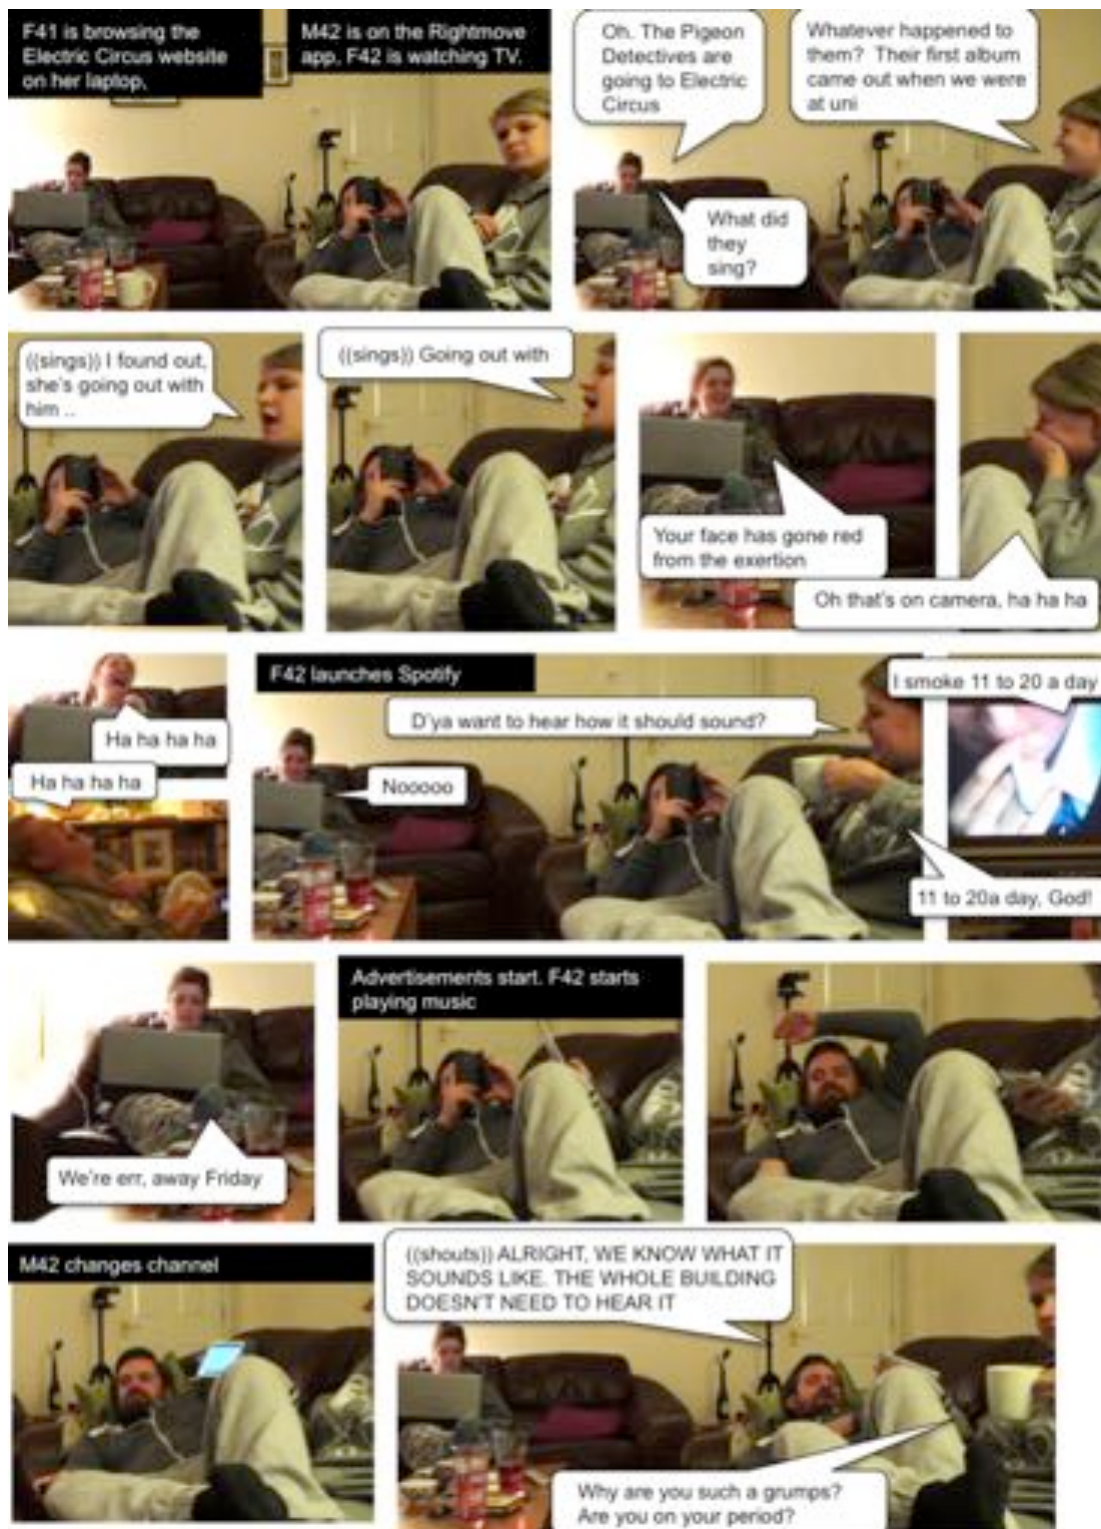 F41 is browsing the
Electric Circus website
on her laptop,
M42 is on the Rightmove
app, F42 is watching TV,
Oh. The Pigeon
Detectives are
going to Electric
Circus
Whatever happened to
them? Their first album
came out when we were
at uni
What did
they
sing?
((sings)) I found out,
she's going out with
him ..
((sings)) Going out with
Your face has gone red
from the exertion
Oh that's on camera, ha ha ha
Ha ha ha ha
Ha ha ha ha
F42 launches Spotify
D'ya want to hear how it should sound?
Nooooo
I smoke 11 to 20 a day
11 to 20a day, God!
We're err, away Friday
Advertisements start. F42 starts
playing music
M42 changes channel
((shouts)) ALRIGHT, WE KNOW WHAT IT
SOUNDS LIKE. THE WHOLE BUILDING
DOESN'T NEED TO HEAR IT
Why are you such a grumps?
Are you on your period?